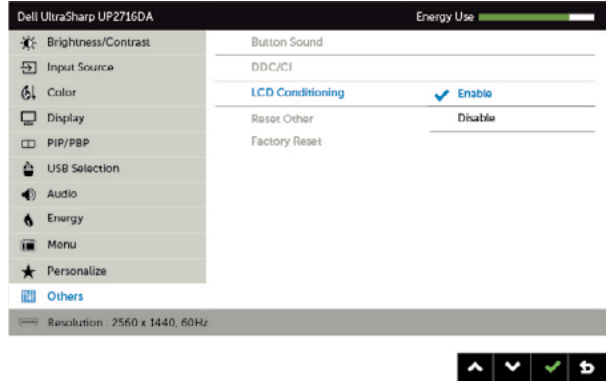 Dell UltraSharp UP2716DA
Energy Use
Brightness/Contrast
Button Sound
Input Source
DDC/CI
Color
LCD Conditioning
Enable
Display
Reset Other
Disable
PIP/PBP
Factory Reset
USB Selection
Audio
Energy
Menu
Personalize
Others
Resolution : 2560 x 1440, 60Hz